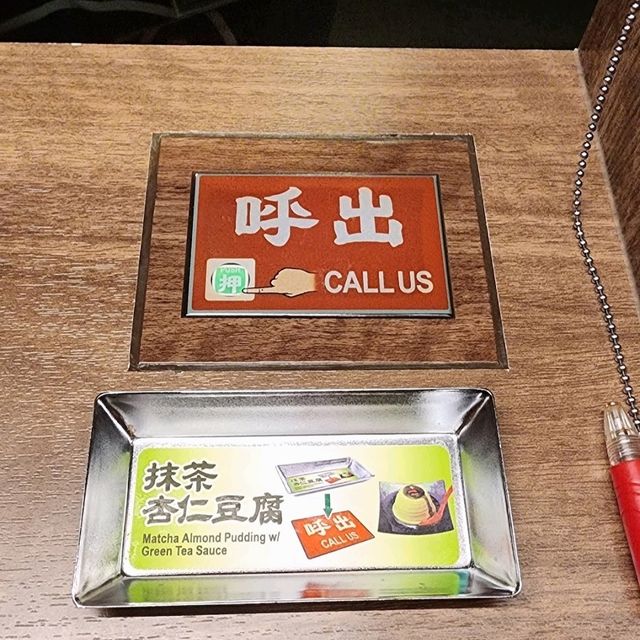 呼出
PUSH
押
CALL US
抹茶
杏仁豆腐
Matcha Almond Pudding w/
Green Tea Sauce
呼出
CALL US